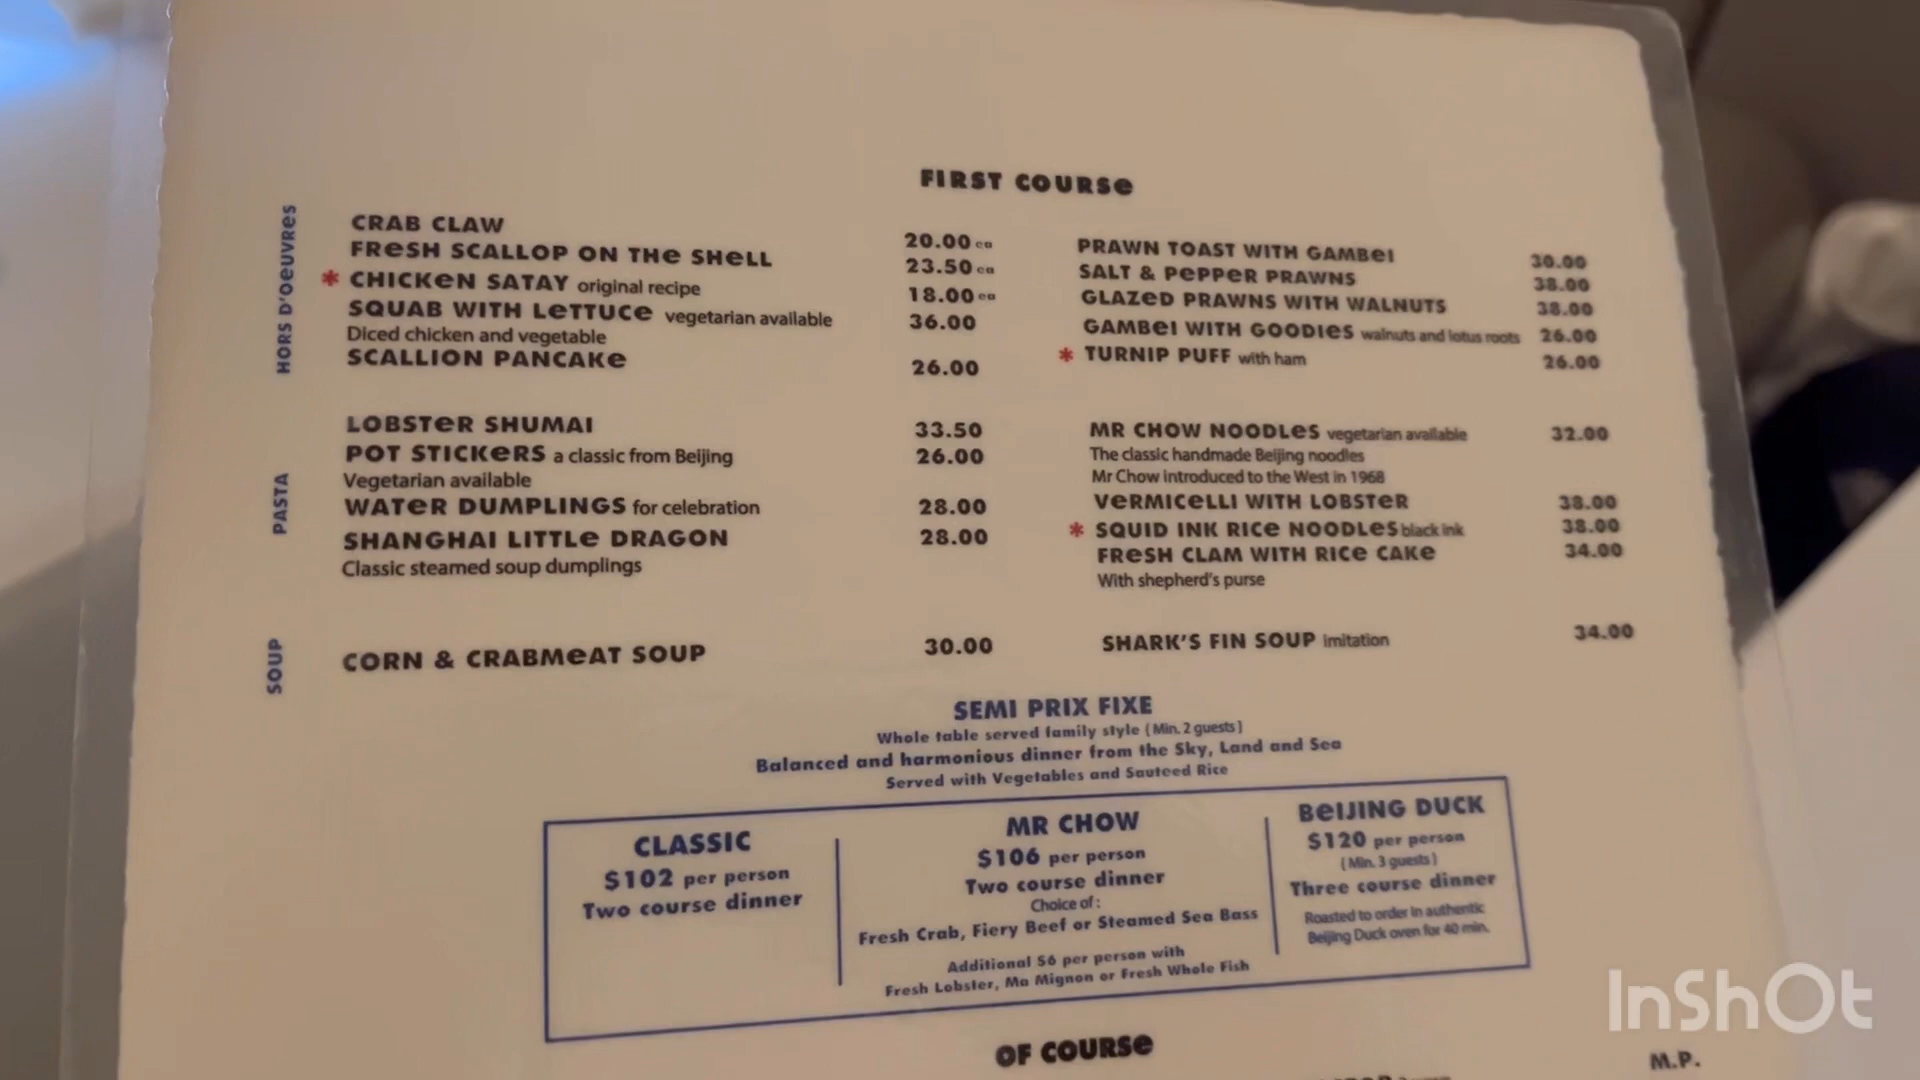 FIRST COURSE
HORS D'OEUVRES
CRAB CLAW 20.00 ea
FRESH SCALLOP ON THE SHELL 23.50 ea
* CHICKEN SATAY original recipe 18.00 ea
SQUAB WITH LETTUCE vegetarian available 36.00
Diced chicken and vegetable
SCALLION PANCAKE 26.00
PRAWN TOAST WITH GAMBEI 30.00
SALT & PEPPER PRAWNS 38.00
GLAZED PRAWNS WITH WALNUTS 38.00
GAMBEI WITH GOODIES walnuts and lotus roots 26.00
* TURNIP PUFF with ham 26.00
PASTA
LOBSTER SHUMAI 33.50
POT STICKERS a classic from Beijing 26.00
Vegetarian available
WATER DUMPLINGS for celebration 28.00
SHANGHAI LITTLE DRAGON 28.00
Classic steamed soup dumplings
MR CHOW NOODLES vegetarian available 32.00
The classic handmade Beijing noodles
Mr Chow introduced to the West in 1968
VERMICELLI WITH LOBSTER 38.00
* SQUID INK RICE NOODLES black ink 38.00
FRESH CLAM WITH RICE CAKE 34.00
With shepherd's purse
SOUP
CORN & CRABMEAT SOUP 30.00
SHARK'S FIN SOUP imitation 34.00
SEMI PRIX FIXE
Whole table served family style (Min. 2 guests)
Balanced and harmonious dinner from the Sky, Land and Sea
Served with Vegetables and Sauteed Rice
CLASSIC
$102 per person
Two course dinner
MR CHOW
$106 per person
Two course dinner
Choice of:
Fresh Crab, Fiery Beef or Steamed Sea Bass
Additional $6 per person with
Fresh Lobster, Ma Mignon or Fresh Whole Fish
BEIJING DUCK
$120 per person
(Min. 3 guests)
Three course dinner
Roasted to order in authentic
Beijing Duck oven for 40 min.
OF COURSE
M.P.
InShOt